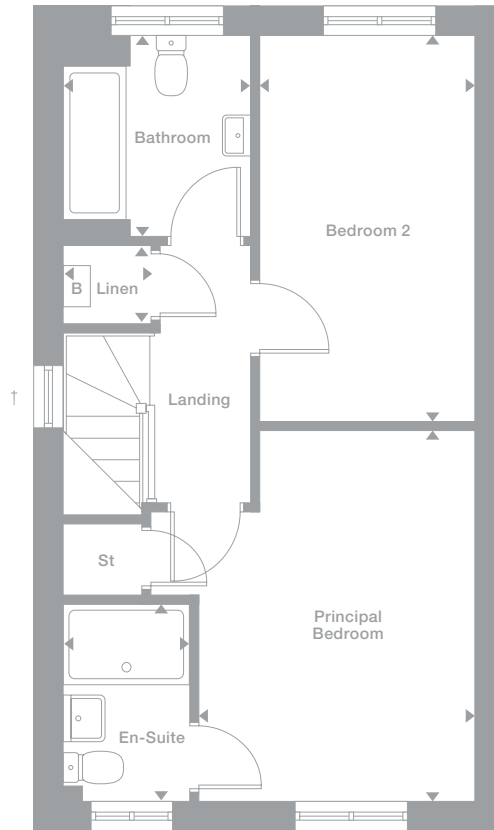 Bathroom
Bedroom 2
B
Linen
†
Landing
St
Principal
Bedroom
En-Suite